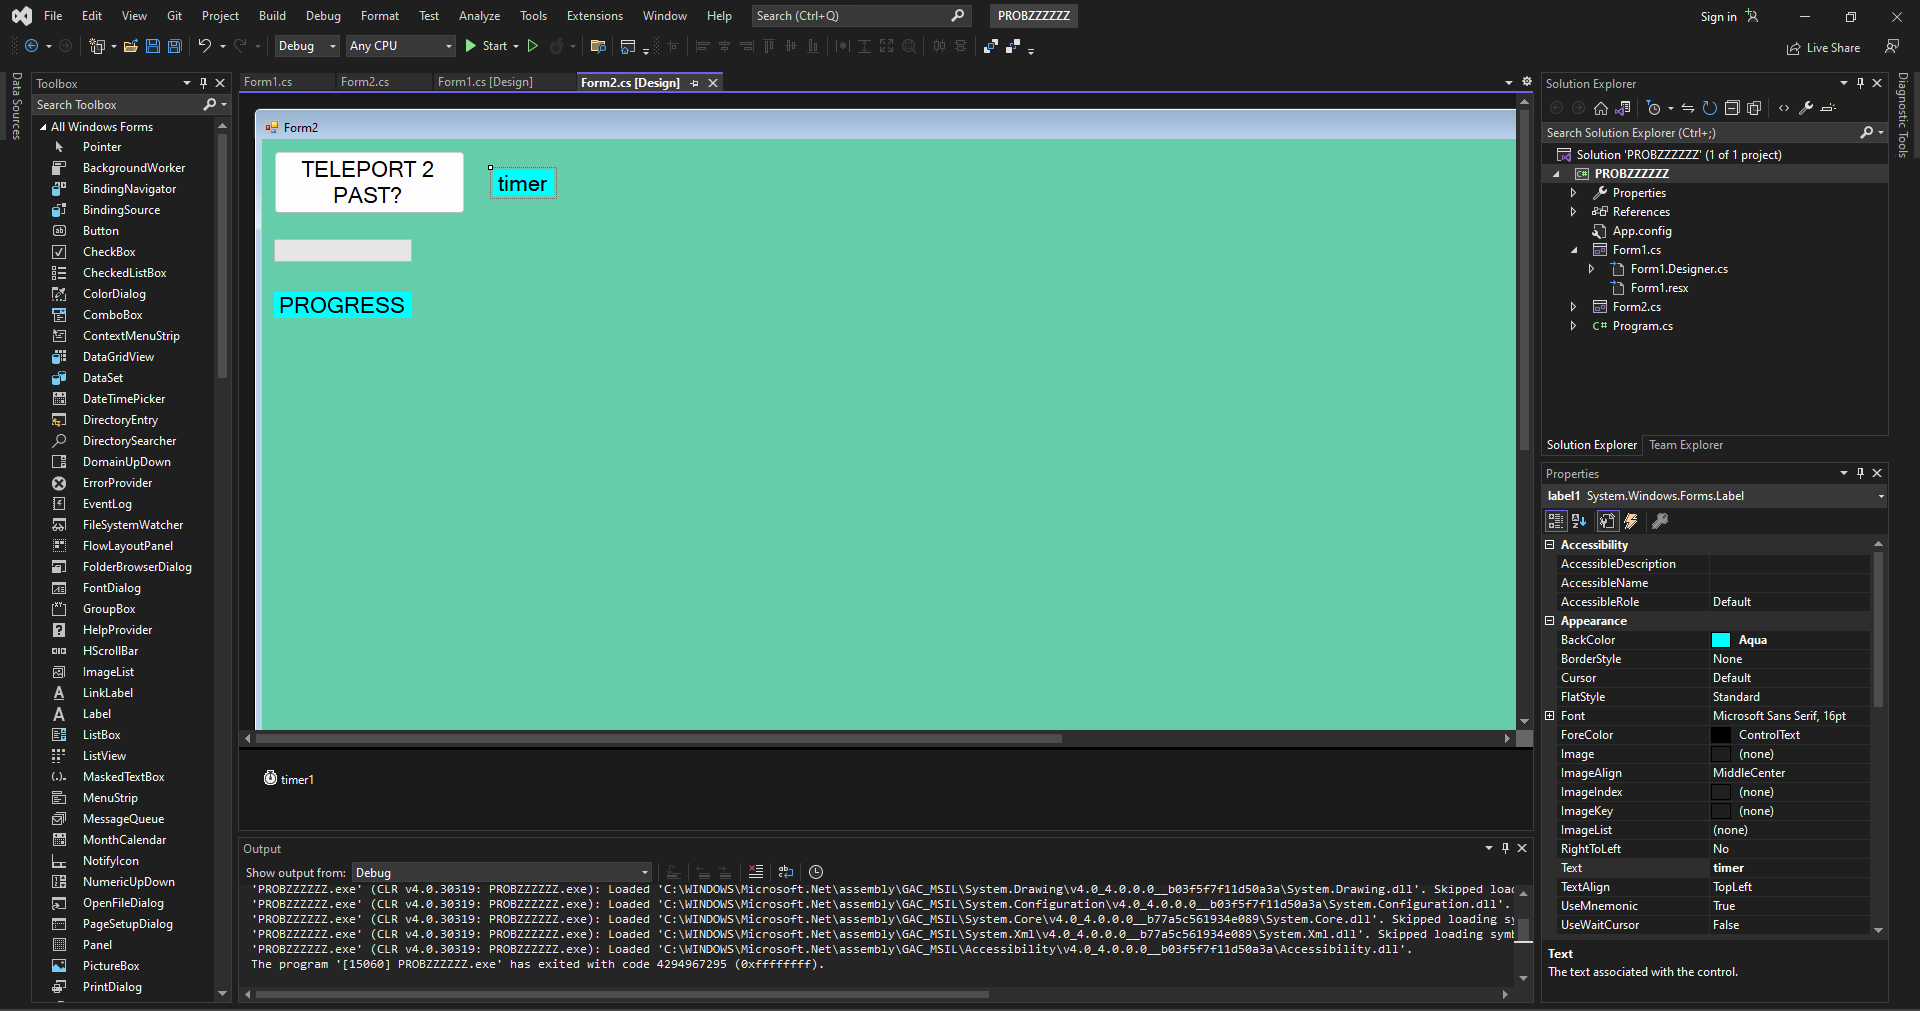 File Edit View Git Project Build Debug Format Test Analyze Tools Extensions Window Help Search (Ctrl+Q) PROBZZZZZZ Sign in
Debug Any CPU Start Live Share
Data Sources
Toolbox
Search Toolbox
All Windows Forms
Pointer
BackgroundWorker
BindingNavigator
BindingSource
Button
CheckBox
CheckedListBox
ColorDialog
ComboBox
ContextMenuStrip
DataGridView
DataSet
DateTimePicker
DirectoryEntry
DirectorySearcher
DomainUpDown
ErrorProvider
EventLog
FileSystemWatcher
FlowLayoutPanel
FolderBrowserDialog
FontDialog
GroupBox
HelpProvider
HScrollBar
ImageList
LinkLabel
Label
ListBox
ListView
MaskedTextBox
MenuStrip
MessageQueue
MonthCalendar
NotifyIcon
NumericUpDown
OpenFileDialog
PageSetupDialog
Panel
PictureBox
PrintDialog
Form1.cs Form2.cs Form1.cs [Design] Form2.cs [Design]
Form2
TELEPORT 2
PAST?
timer
PROGRESS
timer1
Output
Show output from: Debug
'PROBZZZZZZ.exe' (CLR v4.0.30319: PROBZZZZZZ.exe): Loaded 'C:\WINDOWS\Microsoft.Net\assembly\GAC_MSIL\System.Drawing\v4.0_4.0.0.0__b03f5f7f11d50a3a\System.Drawing.dll'. Skipped loac
'PROBZZZZZZ.exe' (CLR v4.0.30319: PROBZZZZZZ.exe): Loaded 'C:\WINDOWS\Microsoft.Net\assembly\GAC_MSIL\System.Configuration\v4.0_4.0.0.0__b03f5f7f11d50a3a\System.Configuration.dll'.
'PROBZZZZZZ.exe' (CLR v4.0.30319: PROBZZZZZZ.exe): Loaded 'C:\WINDOWS\Microsoft.Net\assembly\GAC_MSIL\System.Core\v4.0_4.0.0.0__b77a5c561934e089\System.Core.dll'. Skipped loading sy
'PROBZZZZZZ.exe' (CLR v4.0.30319: PROBZZZZZZ.exe): Loaded 'C:\WINDOWS\Microsoft.Net\assembly\GAC_MSIL\System.Xml\v4.0_4.0.0.0__b77a5c561934e089\System.Xml.dll'. Skipped loading symb
'PROBZZZZZZ.exe' (CLR v4.0.30319: PROBZZZZZZ.exe): Loaded 'C:\WINDOWS\Microsoft.Net\assembly\GAC_MSIL\Accessibility\v4.0_4.0.0.0__b03f5f7f11d50a3a\Accessibility.dll'.
The program '[15060] PROBZZZZZZ.exe' has exited with code 4294967295 (0xffffffff).
Solution Explorer
Search Solution Explorer (Ctrl+;)
Solution 'PROBZZZZZZ' (1 of 1 project)
PROBZZZZZZ
Properties
References
App.config
Form1.cs
Form1.Designer.cs
Form1.resx
Form2.cs
C# Program.cs
Solution Explorer Team Explorer
Properties
label1 System.Windows.Forms.Label
Accessibility
AccessibleDescription
AccessibleName
AccessibleRole Default
Appearance
BackColor Aqua
BorderStyle None
Cursor Default
FlatStyle Standard
Font Microsoft Sans Serif, 16pt
ForeColor ControlText
Image (none)
ImageAlign MiddleCenter
ImageIndex (none)
ImageKey (none)
ImageList (none)
RightToLeft No
Text timer
TextAlign TopLeft
UseMnemonic True
UseWaitCursor False
Text
The text associated with the control.
Diagnostic Tools